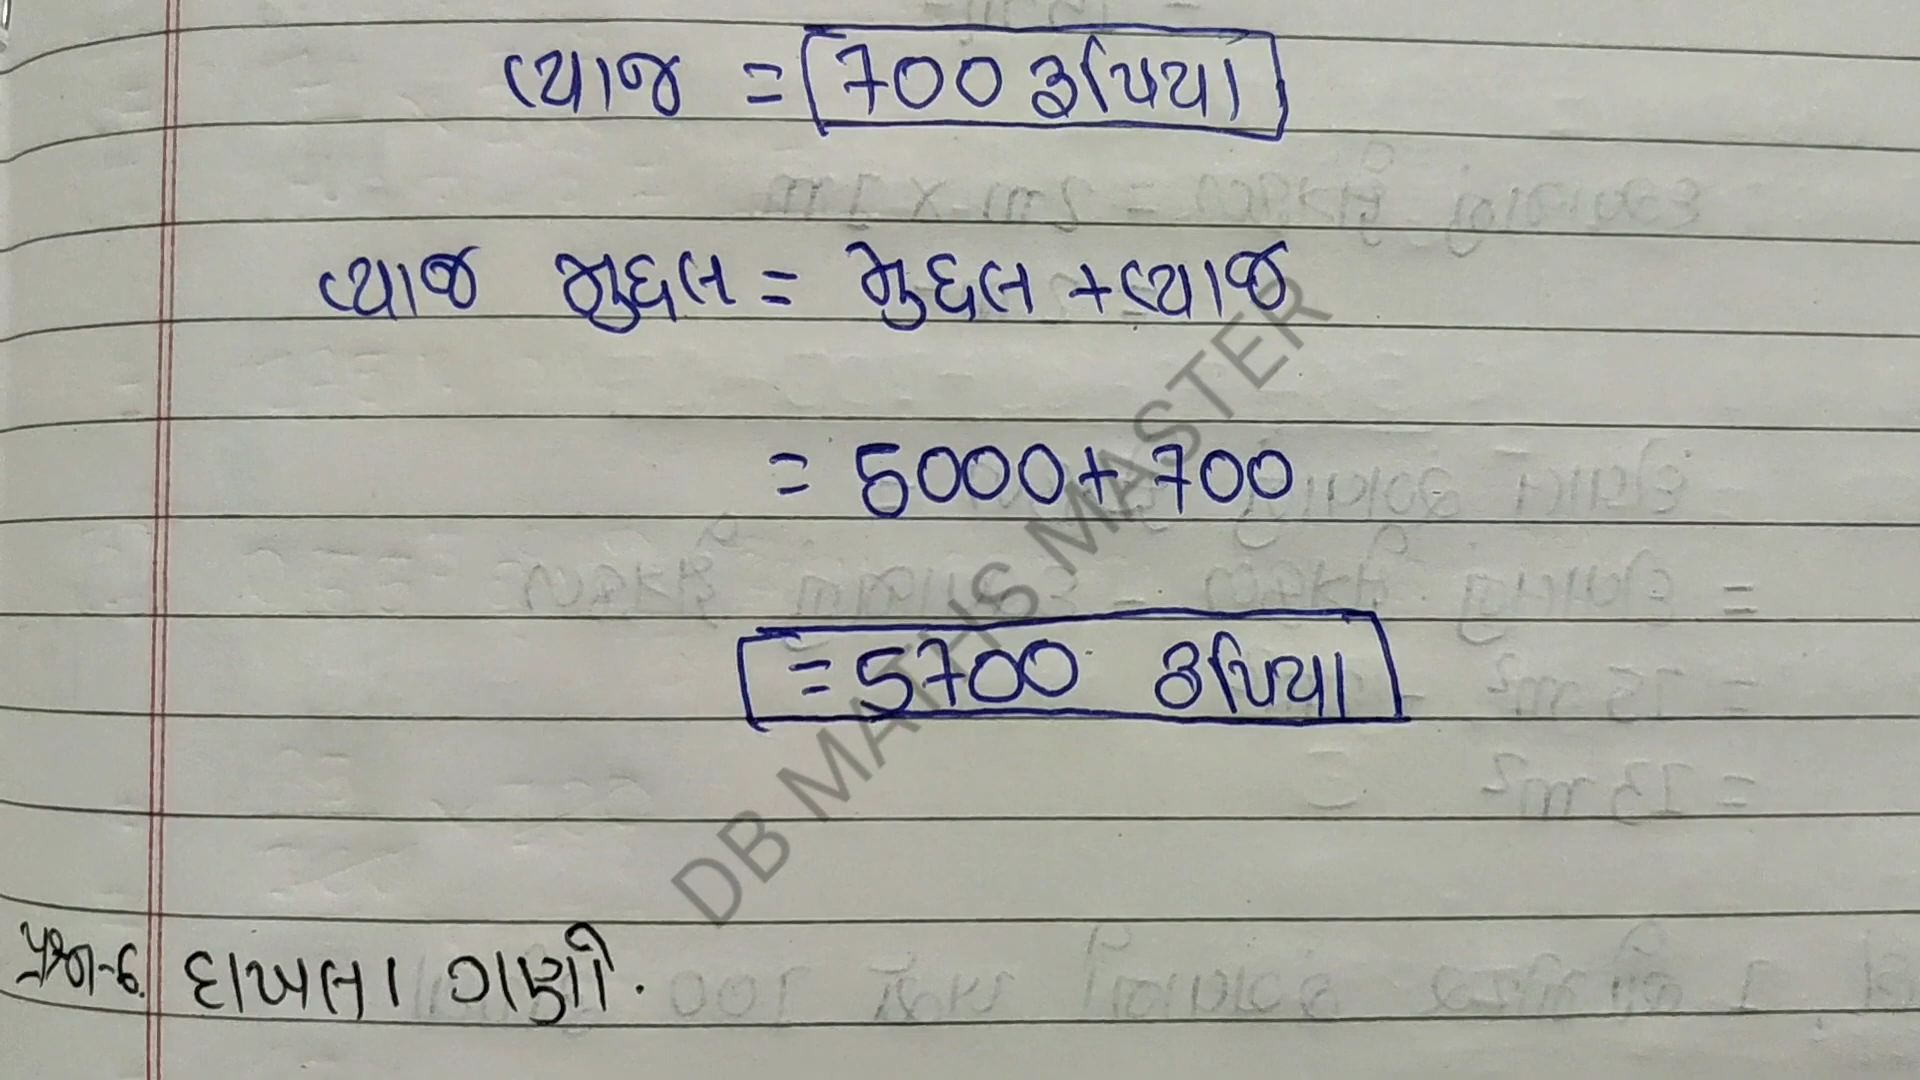 વ્યાજ = 700 રૂપિયા
વ્યાજ મુદ્દલ = મુદ્દલ + વ્યાજ
= 5000 + 700
= 5700 રૂપિયા
DB MATHS MASTER
પ્રશ્ન-6. દાખલા ગણો.